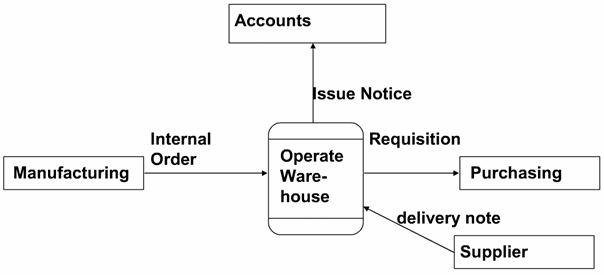 Accounts
Issue Notice
Internal
Order
Requisition
Manufacturing
Operate
Ware-
house
Purchasing
delivery note
Supplier